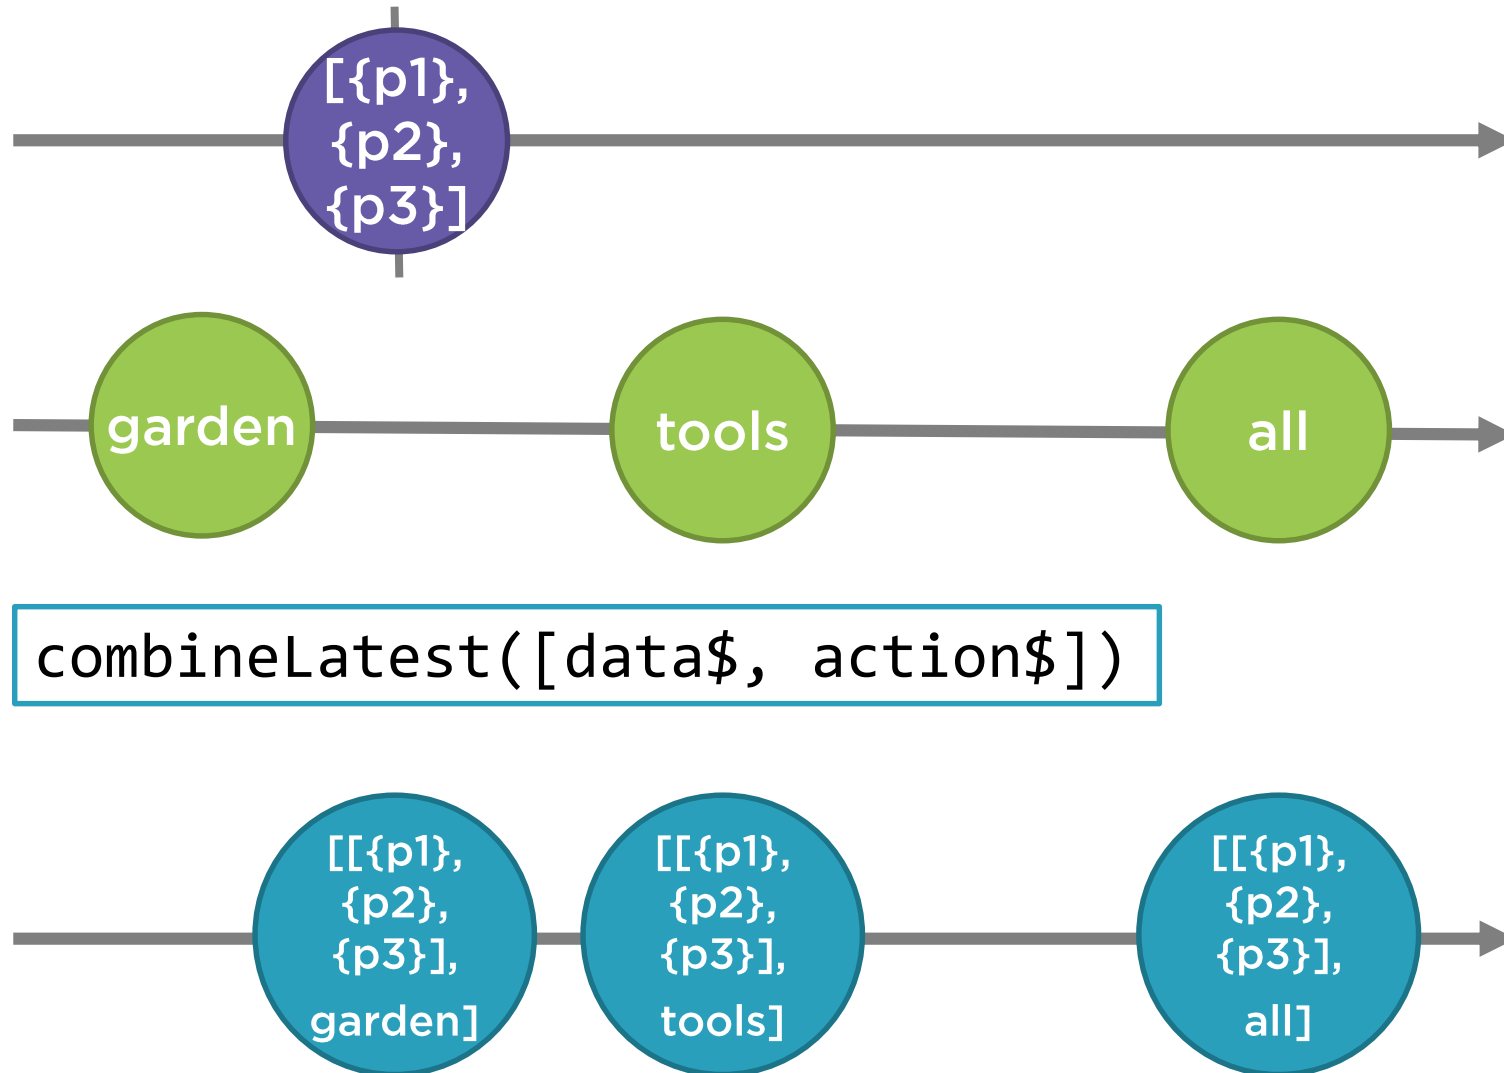 [{p1},
{p2},
{p3}]
garden
tools
all
combineLatest([data$, action$])
[[{p1},
{p2},
{p3}],
garden]
[[{p1},
{p2},
{p3}],
tools]
[[{p1},
{p2},
{p3}],
all]